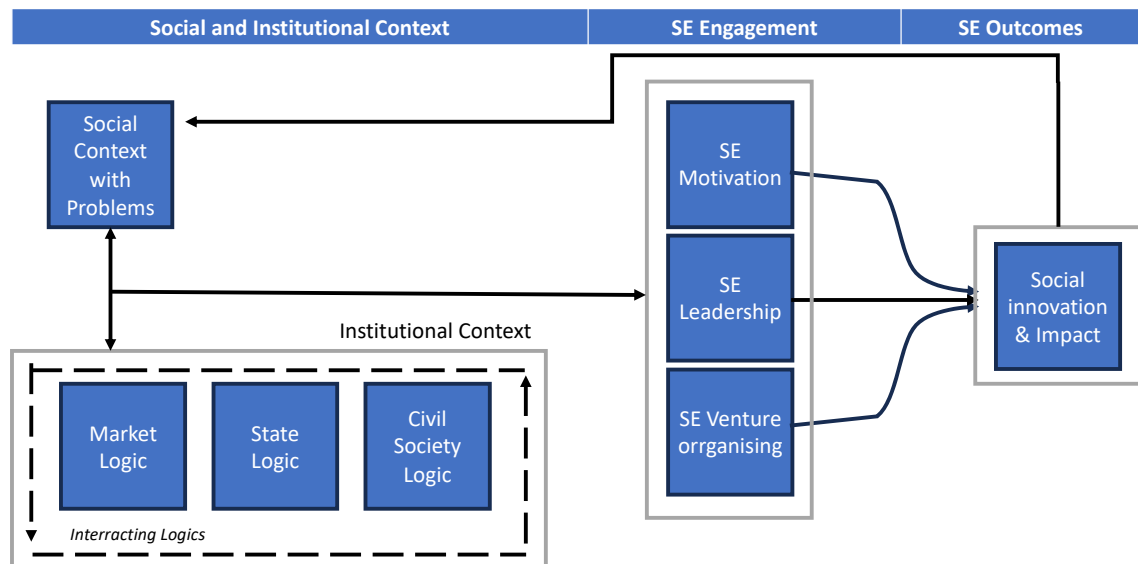 Social and Institutional Context
SE Engagement
SE Outcomes
Social
Context
with
Problems
SE
Motivation
SE
Leadership
SE Venture
orrganising
Social
innovation
& Impact
Institutional Context
Market
Logic
State
Logic
Civil
Society
Logic
Interracting Logics